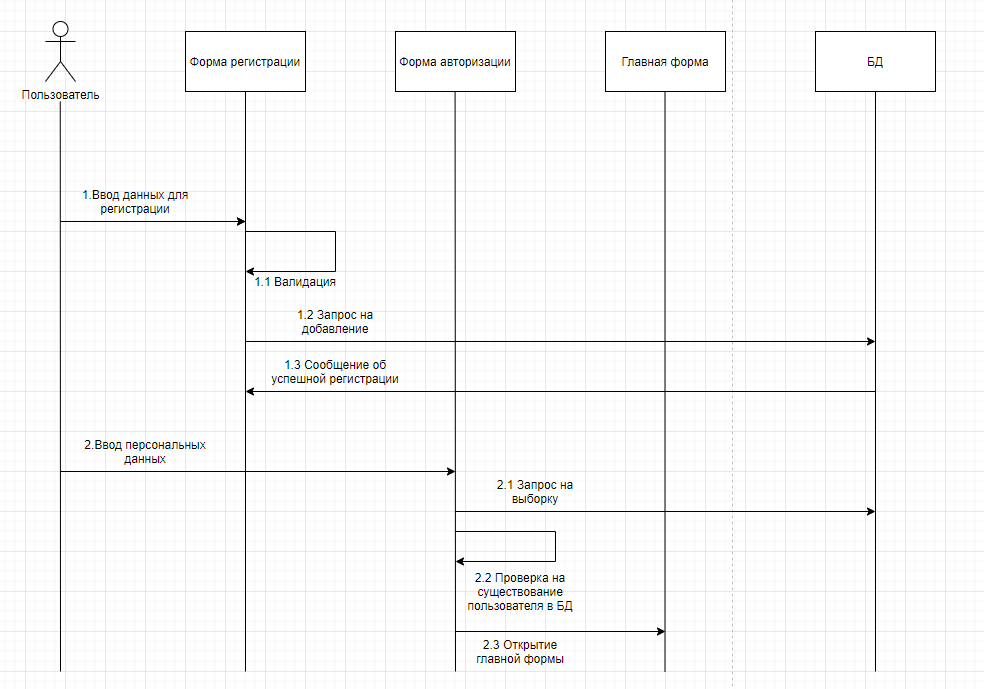 Пользователь
Форма регистрации
Форма авторизации
Главная форма
БД
1.Ввод данных для
регистрации
1.1 Валидация
1.2 Запрос на
добавление
1.3 Сообщение об
успешной регистрации
2.Ввод персональных
данных
2.1 Запрос на
выборку
2.2 Проверка на
существование
пользователя в БД
2.3 Открытие
главной формы